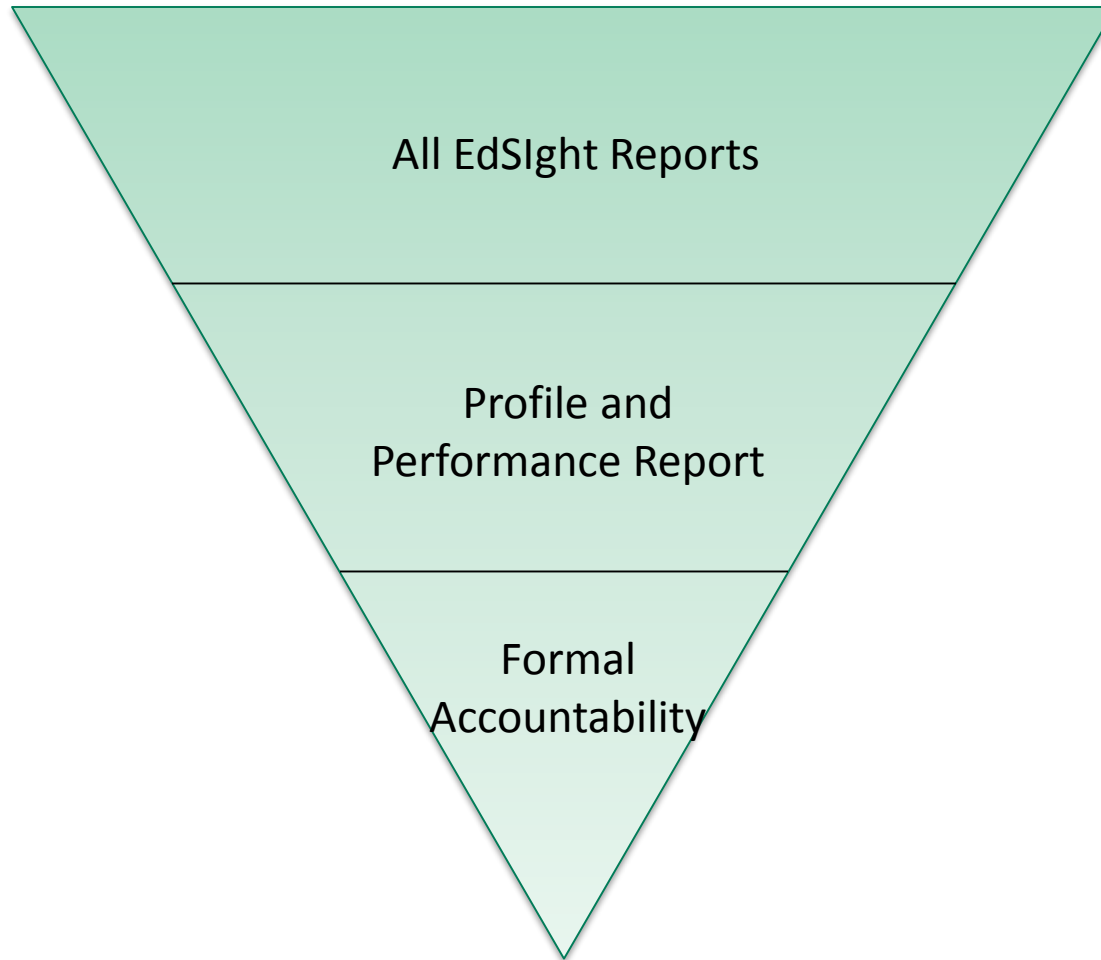 All EdSIght Reports
Profile and
Performance Report
Formal
Accountability